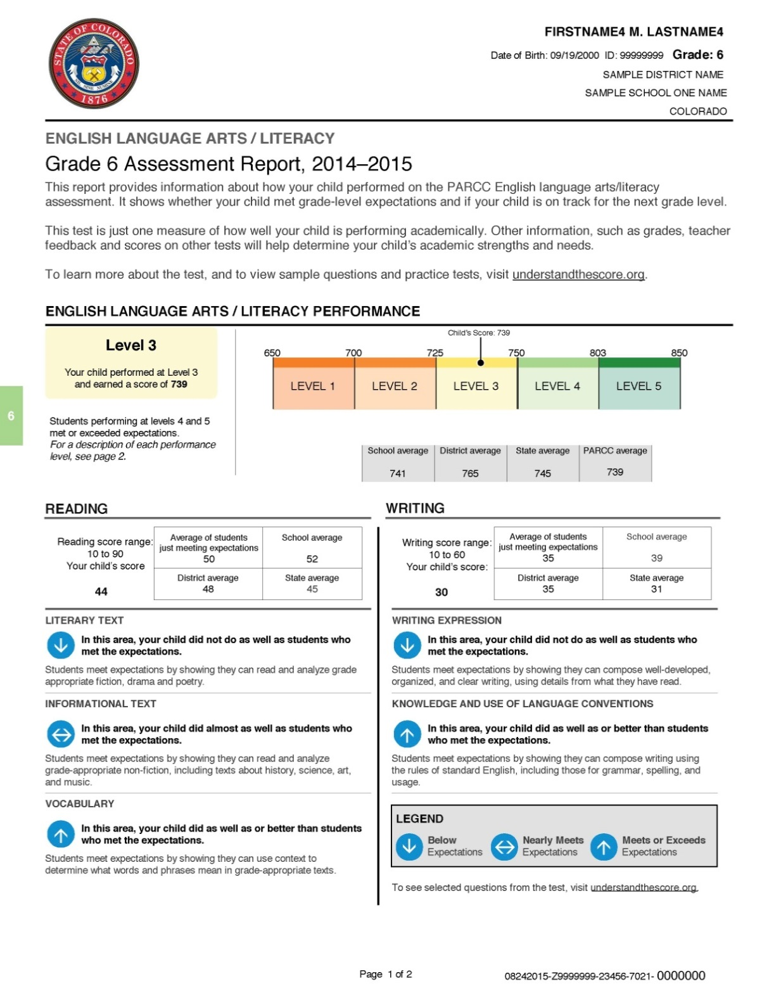 STATE OF COLORADO
NIL SINE NUMINE
1876
FIRSTNAME4 M. LASTNAME4
Date of Birth: 09/19/2000 ID: 99999999 Grade: 6
SAMPLE DISTRICT NAME
SAMPLE SCHOOL ONE NAME
COLORADO
ENGLISH LANGUAGE ARTS / LITERACY
Grade 6 Assessment Report, 2014–2015
This report provides information about how your child performed on the PARCC English language arts/literacy
assessment. It shows whether your child met grade-level expectations and if your child is on track for the next grade level.
This test is just one measure of how well your child is performing academically. Other information, such as grades, teacher
feedback and scores on other tests will help determine your child's academic strengths and needs.
To learn more about the test, and to view sample questions and practice tests, visit understandthescore.org.
ENGLISH LANGUAGE ARTS / LITERACY PERFORMANCE
Level 3
Your child performed at Level 3
and earned a score of 739
6
Students performing at levels 4 and 5
met or exceeded expectations.
For a description of each performance
level, see page 2.
Child's Score: 739
650 700 725 750 803 850
LEVEL 1 LEVEL 2 LEVEL 3 LEVEL 4 LEVEL 5
School average District average State average PARCC average
741 765 745 739
READING
Reading score range:
10 to 90
Your child's score
44
Average of students
just meeting expectations
50
School average
52
District average
48
State average
45
LITERARY TEXT
In this area, your child did not do as well as students who
met the expectations.
Students meet expectations by showing they can read and analyze grade
appropriate fiction, drama and poetry.
INFORMATIONAL TEXT
In this area, your child did almost as well as students who
met the expectations.
Students meet expectations by showing they can read and analyze
grade-appropriate non-fiction, including texts about history, science, art,
and music.
VOCABULARY
In this area, your child did as well as or better than students
who met the expectations.
Students meet expectations by showing they can use context to
determine what words and phrases mean in grade-appropriate texts.
WRITING
Writing score range:
10 to 60
Your child's score:
30
Average of students
just meeting expectations
35
School average
39
District average
35
State average
31
WRITING EXPRESSION
In this area, your child did not do as well as students who
met the expectations.
Students meet expectations by showing they can compose well-developed,
organized, and clear writing, using details from what they have read.
KNOWLEDGE AND USE OF LANGUAGE CONVENTIONS
In this area, your child did as well as or better than students
who met the expectations.
Students meet expectations by showing they can compose writing using
the rules of standard English, including those for grammar, spelling, and
usage.
LEGEND
Below
Expectations
Nearly Meets
Expectations
Meets or Exceeds
Expectations
To see selected questions from the test, visit understandthescore.org.
Page 1 of 2
08242015-Z9999999-23456-7021- 0000000